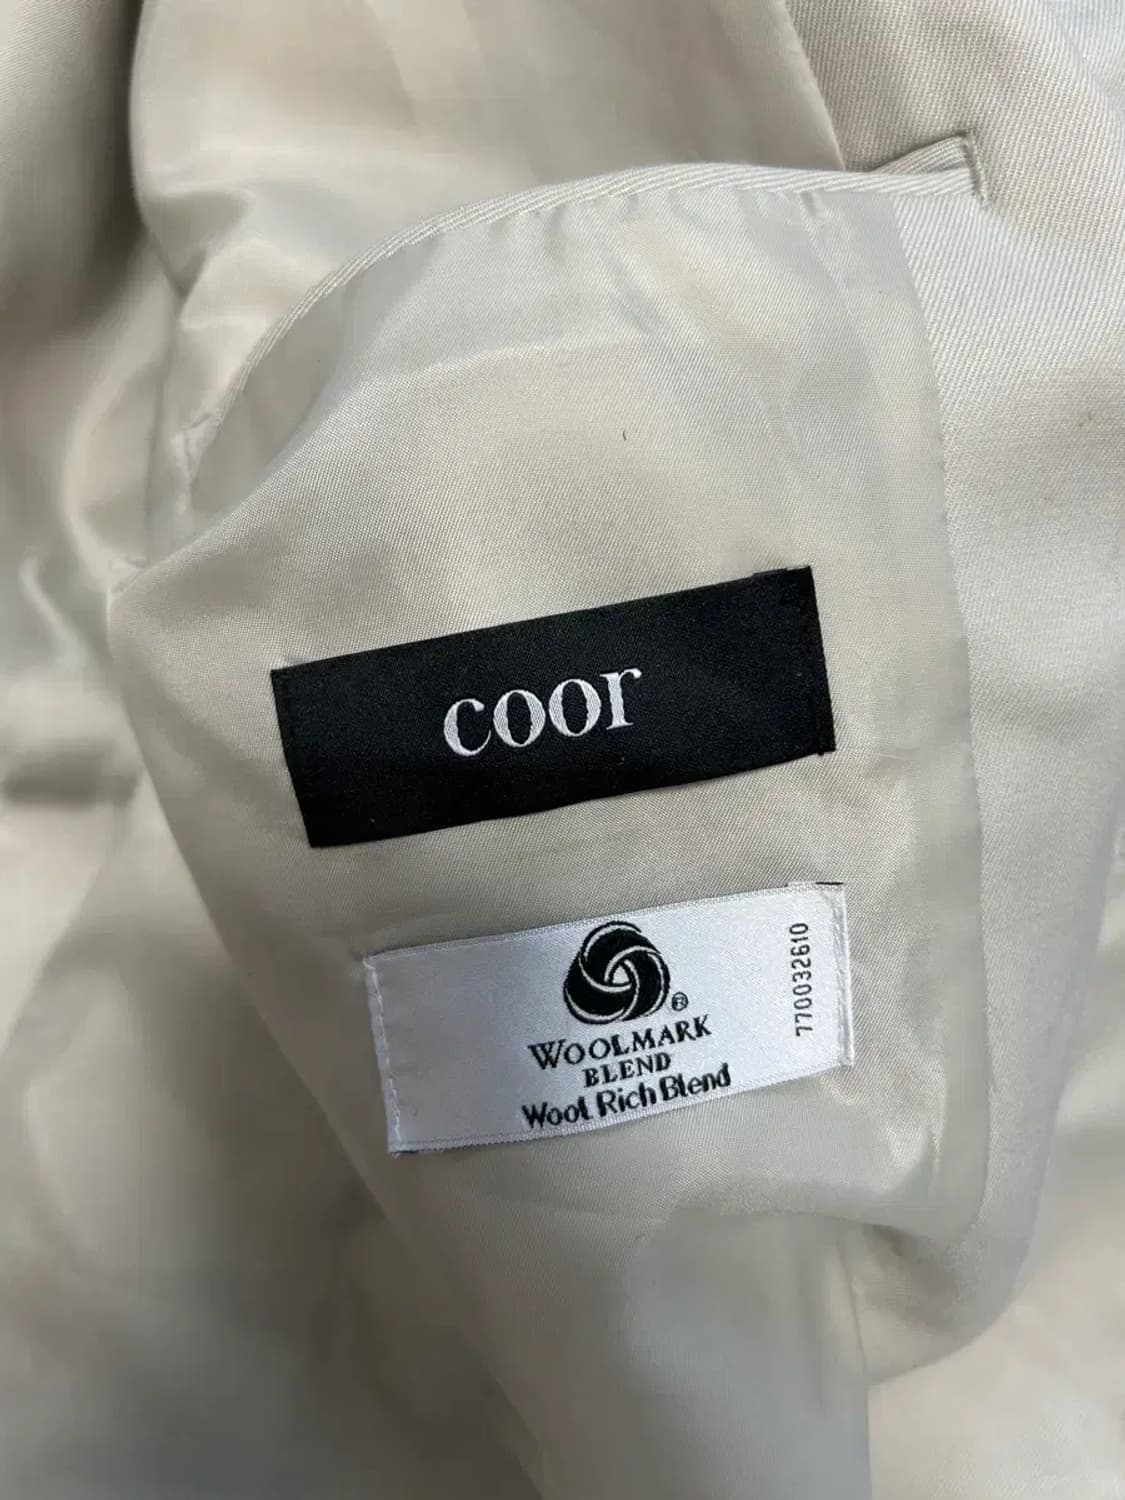 coor
®
WOOLMARK
BLEND
Wool Rich Blend
770032610